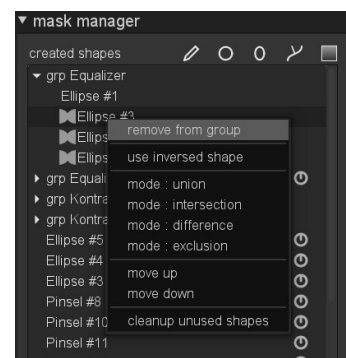 mask manager
created shapes
grp Equalizer
Ellipse #1
Ellipse #3
Ellips
Ellips
grp Equali
grp Kontra
grp Kontra
Ellipse #5
Ellipse #4
Ellipse #3
Pinsel #8
Pinsel #10
Pinsel #11
remove from group
use inversed shape
mode : union
mode : intersection
mode : difference
mode : exclusion
move up
move down
cleanup unused shapes